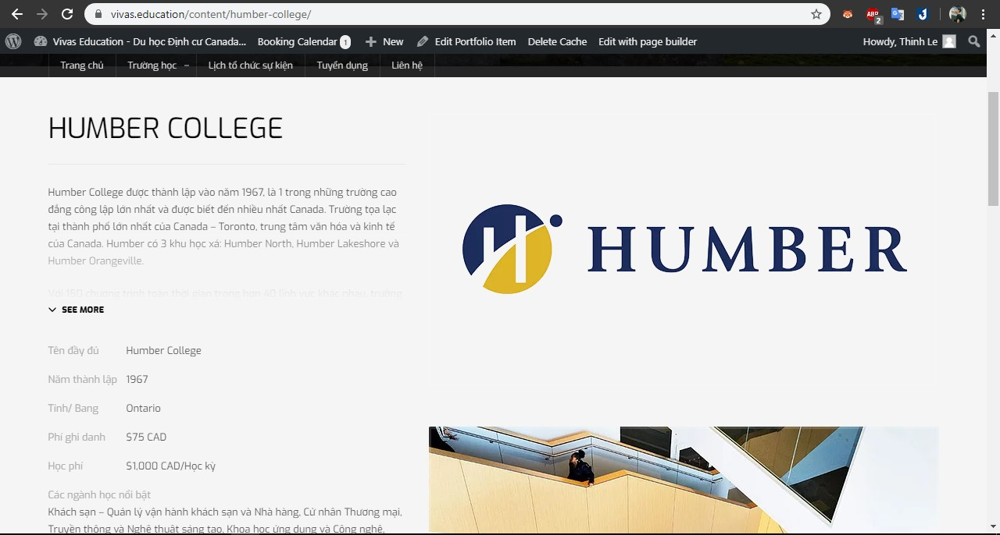 vivas.education/content/humber-college/
ABP
2
Vivas Education - Du học Định cư Canada... Booking Calendar 1 New Edit Portfolio Item Delete Cache Edit with page builder Howdy, Thinh Le
Trang chủ Trường học – Lịch tổ chức sự kiện Tuyển dụng Liên hệ
HUMBER COLLEGE
Humber College được thành lập vào năm 1967, là 1 trong những trường cao
đẳng công lập lớn nhất và được biết đến nhiều nhất Canada. Trường tọa lạc
tại thành phố lớn nhất của Canada – Toronto, trung tâm văn hóa và kinh tế
của Canada. Humber có 3 khu học xá: Humber North, Humber Lakeshore và
Humber Orangeville.
Với 150 chương trình toàn thời gian trong hơn 40 lĩnh vực khác nhau, trường
SEE MORE
HUMBER
Tên đầy đủ Humber College
Năm thành lập 1967
Tỉnh/ Bang Ontario
Phí ghi danh $75 CAD
Học phí $1,000 CAD/Học kỳ
Các ngành học nổi bật
Khách sạn – Quản lý vận hành khách sạn và Nhà hàng, Cử nhân Thương mại,
Truyền thông và Nghệ thuật sáng tạo, Khoa học ứng dụng và Công nghệ,